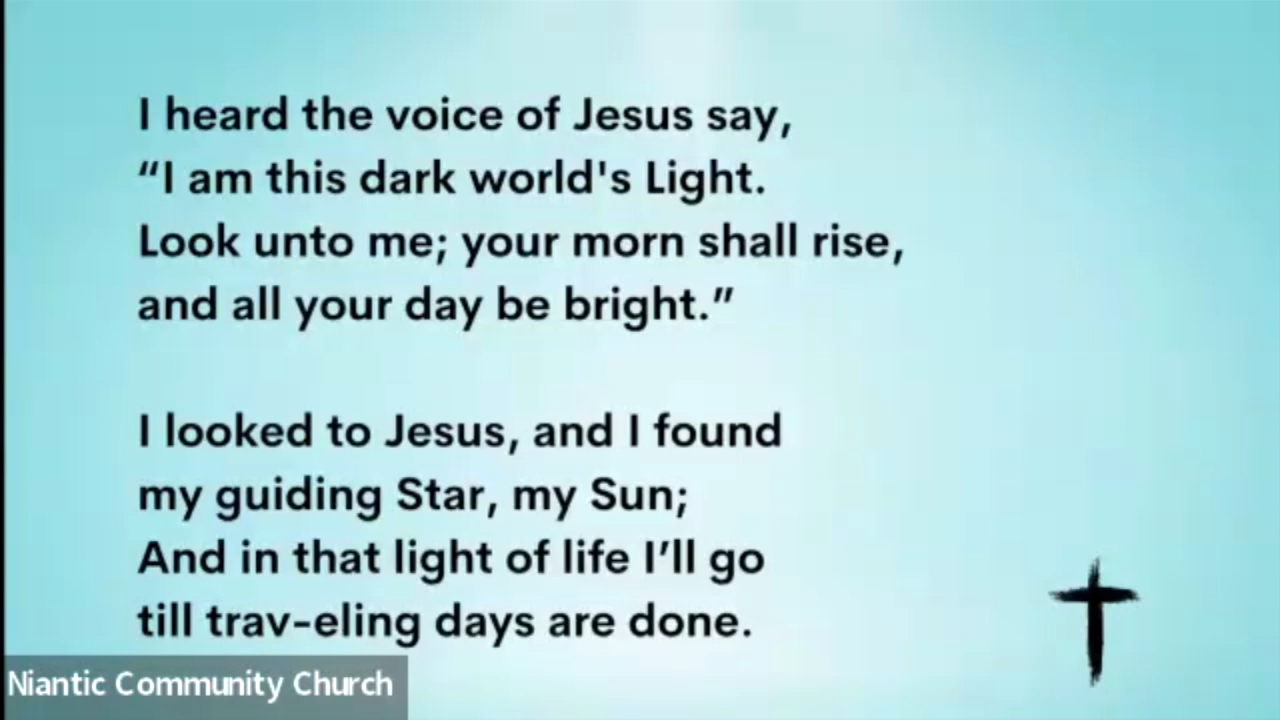 I heard the voice of Jesus say,
“I am this dark world's Light.
Look unto me; your morn shall rise,
and all your day be bright.”
I looked to Jesus, and I found
my guiding Star, my Sun;
And in that light of life I’ll go
till trav-eling days are done.
Niantic Community Church